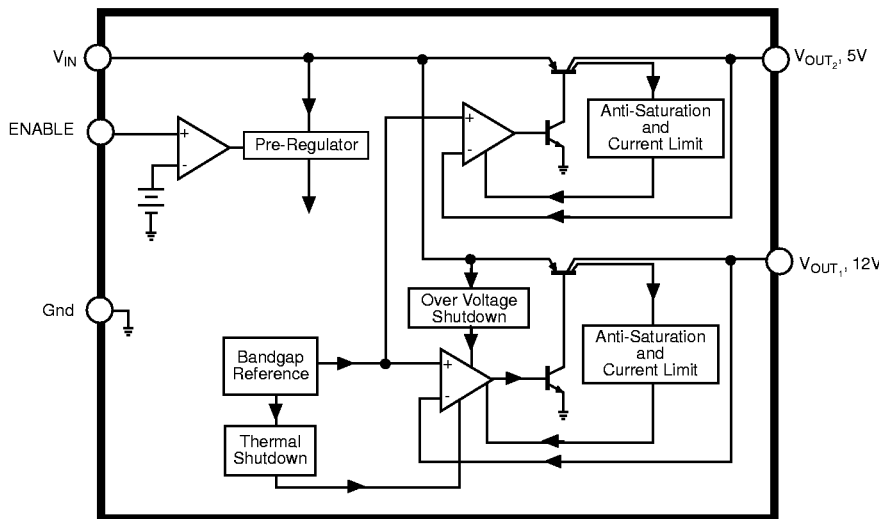 VIN
VOUT2, 5V
ENABLE
+
-
Pre-Regulator
+
-
Anti-Saturation
and
Current Limit
VOUT1, 12V
Gnd
Over Voltage
Shutdown
Bandgap
Reference
+
-
Anti-Saturation
and
Current Limit
Thermal
Shutdown